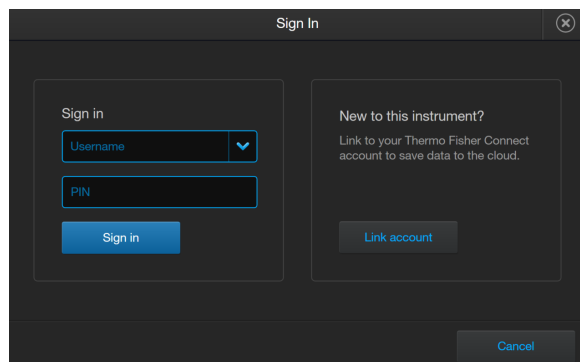 Sign In
Sign in
Username
PIN
Sign in
New to this instrument?
Link to your Thermo Fisher Connect
account to save data to the cloud.
Link account
Cancel